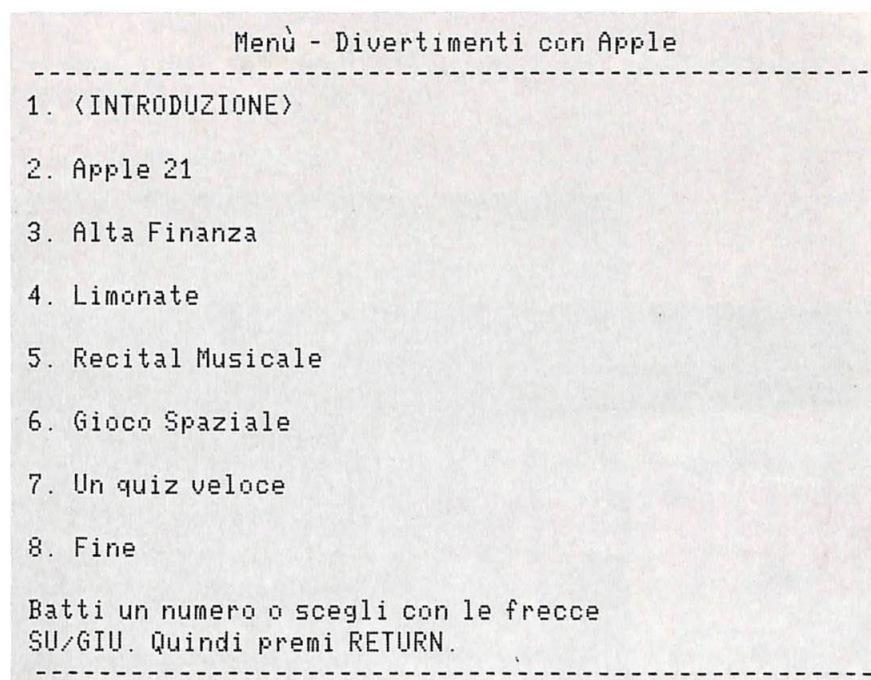 Menù - Divertimenti con Apple
1. <INTRODUZIONE>
2. Apple 21
3. Alta Finanza
4. Limonate
5. Recital Musicale
6. Gioco Spaziale
7. Un quiz veloce
8. Fine
Batti un numero o scegli con le frecce
SU/GIU. Quindi premi RETURN.